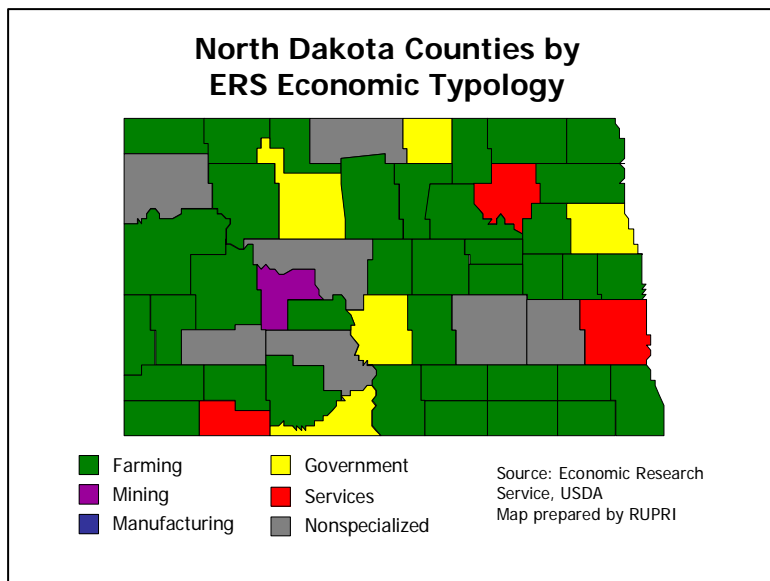 North Dakota Counties by
ERS Economic Typology
Farming
Mining
Manufacturing
Government
Services
Nonspecialized
Source: Economic Research
Service, USDA
Map prepared by RUPRI